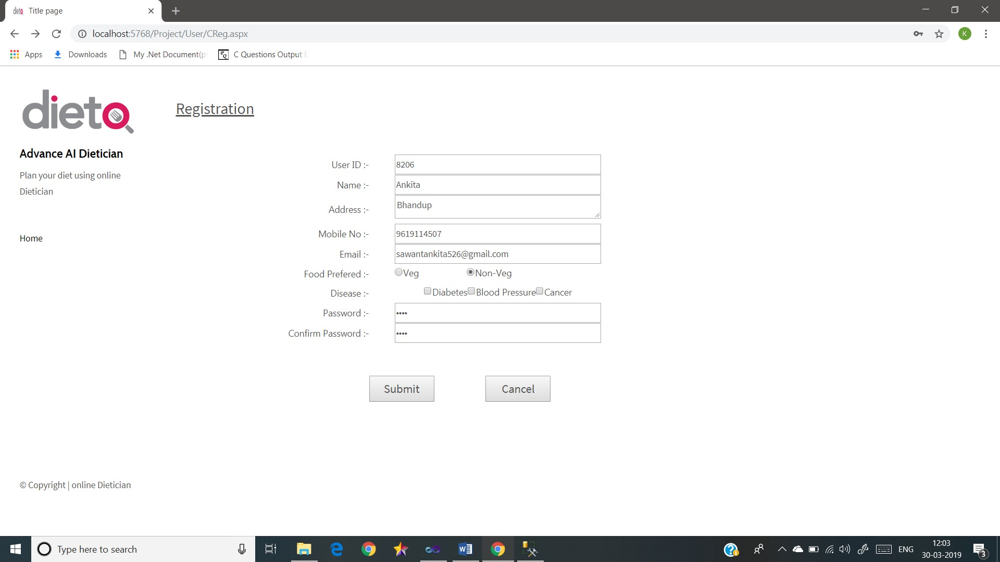 dieto Title page
localhost:5768/Project/User/CReg.aspx
K
Apps Downloads My .Net Document(p C Questions Output E
dieto
Registration
Advance AI Dietician
Plan your diet using online
Dietician
Home
User ID :- 8206
Name :- Ankita
Address :- Bhandup
Mobile No :- 9619114507
Email :- sawantankita526@gmail.com
Food Prefered :- Veg Non-Veg
Disease :- Diabetes Blood Pressure Cancer
Password :- ••••
Confirm Password :- ••••
Submit Cancel
© Copyright | online Dietician
Type here to search
ENG
12:03
30-03-2019
3